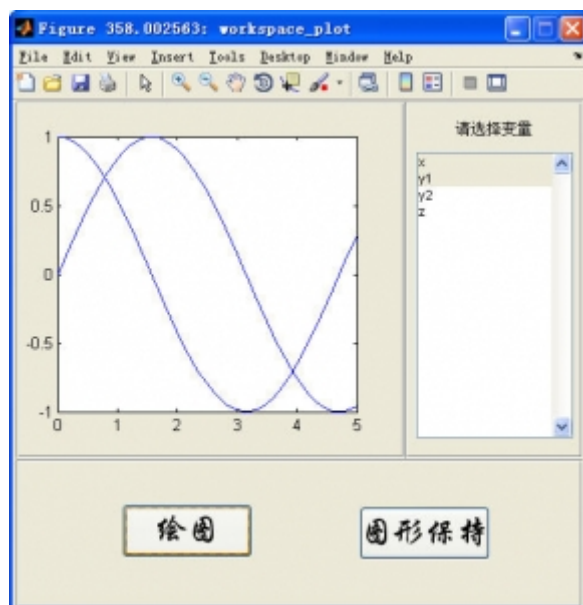 Figure 358.002563: workspace_plot
File Edit View Insert Tools Desktop Window Help
请选择变量
x
y1
y2
z
1
0.5
0
-0.5
-1
0 1 2 3 4 5
绘图
图形保持